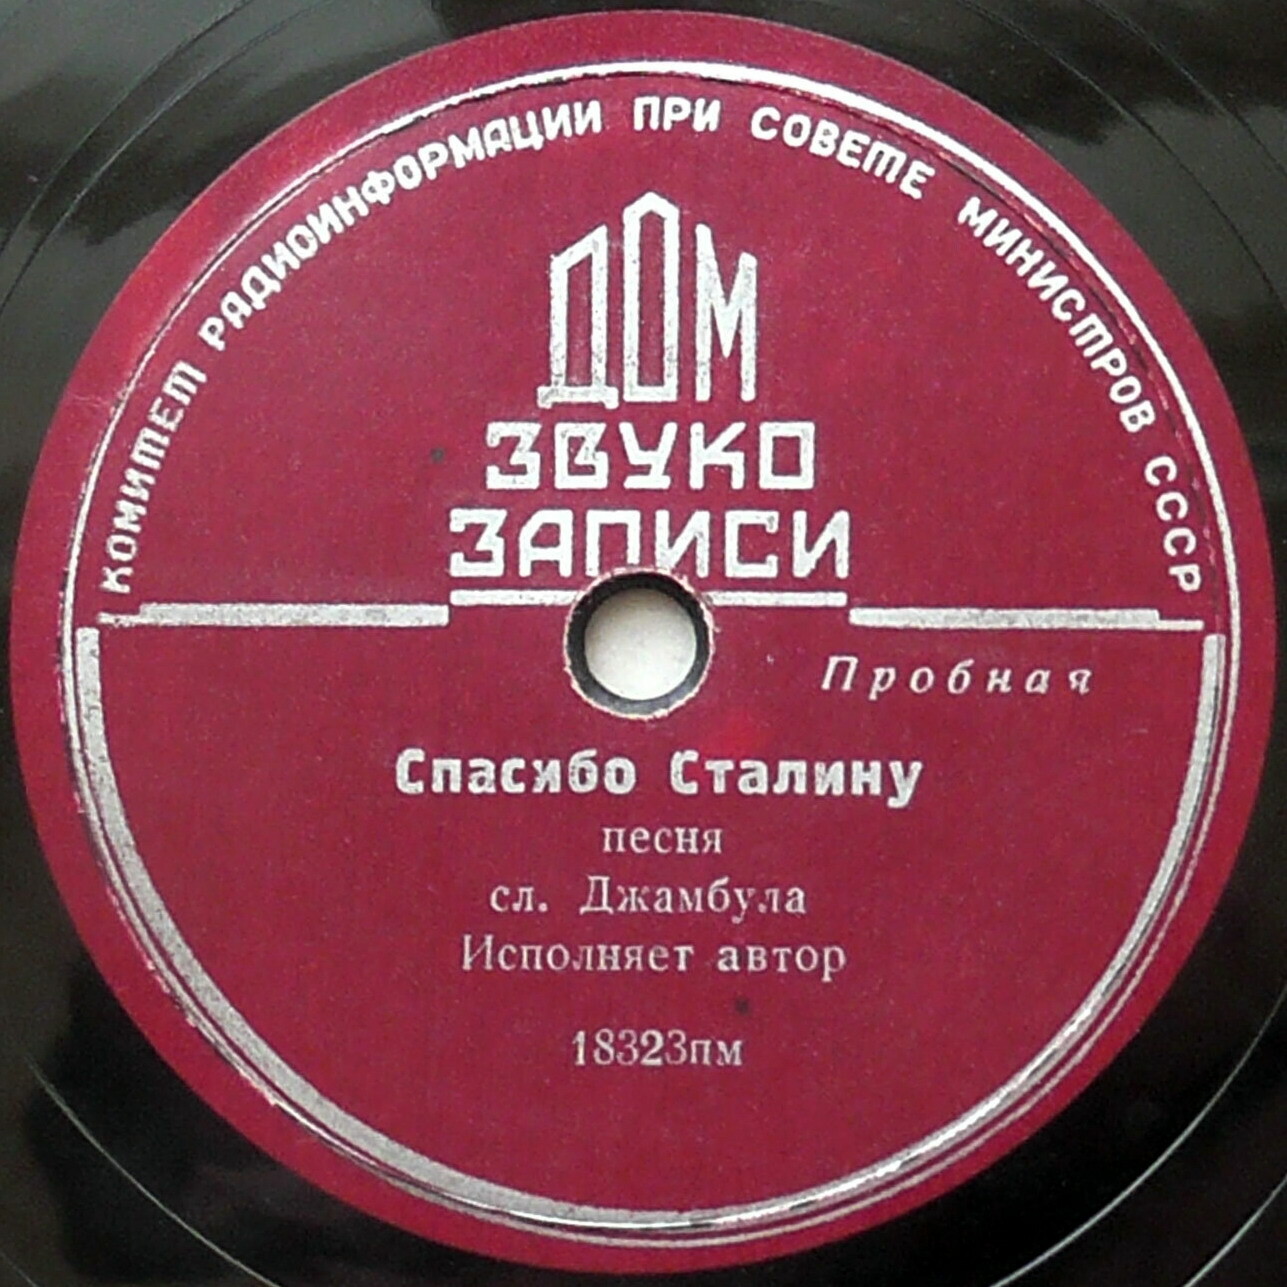 КОМИТЕТ РАДИОИНФОРМАЦИИ ПРИ СОВЕТЕ МИНИСТРОВ СССР
ДОМ
ЗВУКО
ЗАПИСИ
Пробная
Спасибо Сталину
песня
сл. Джамбула
Исполняет автор
18323пм